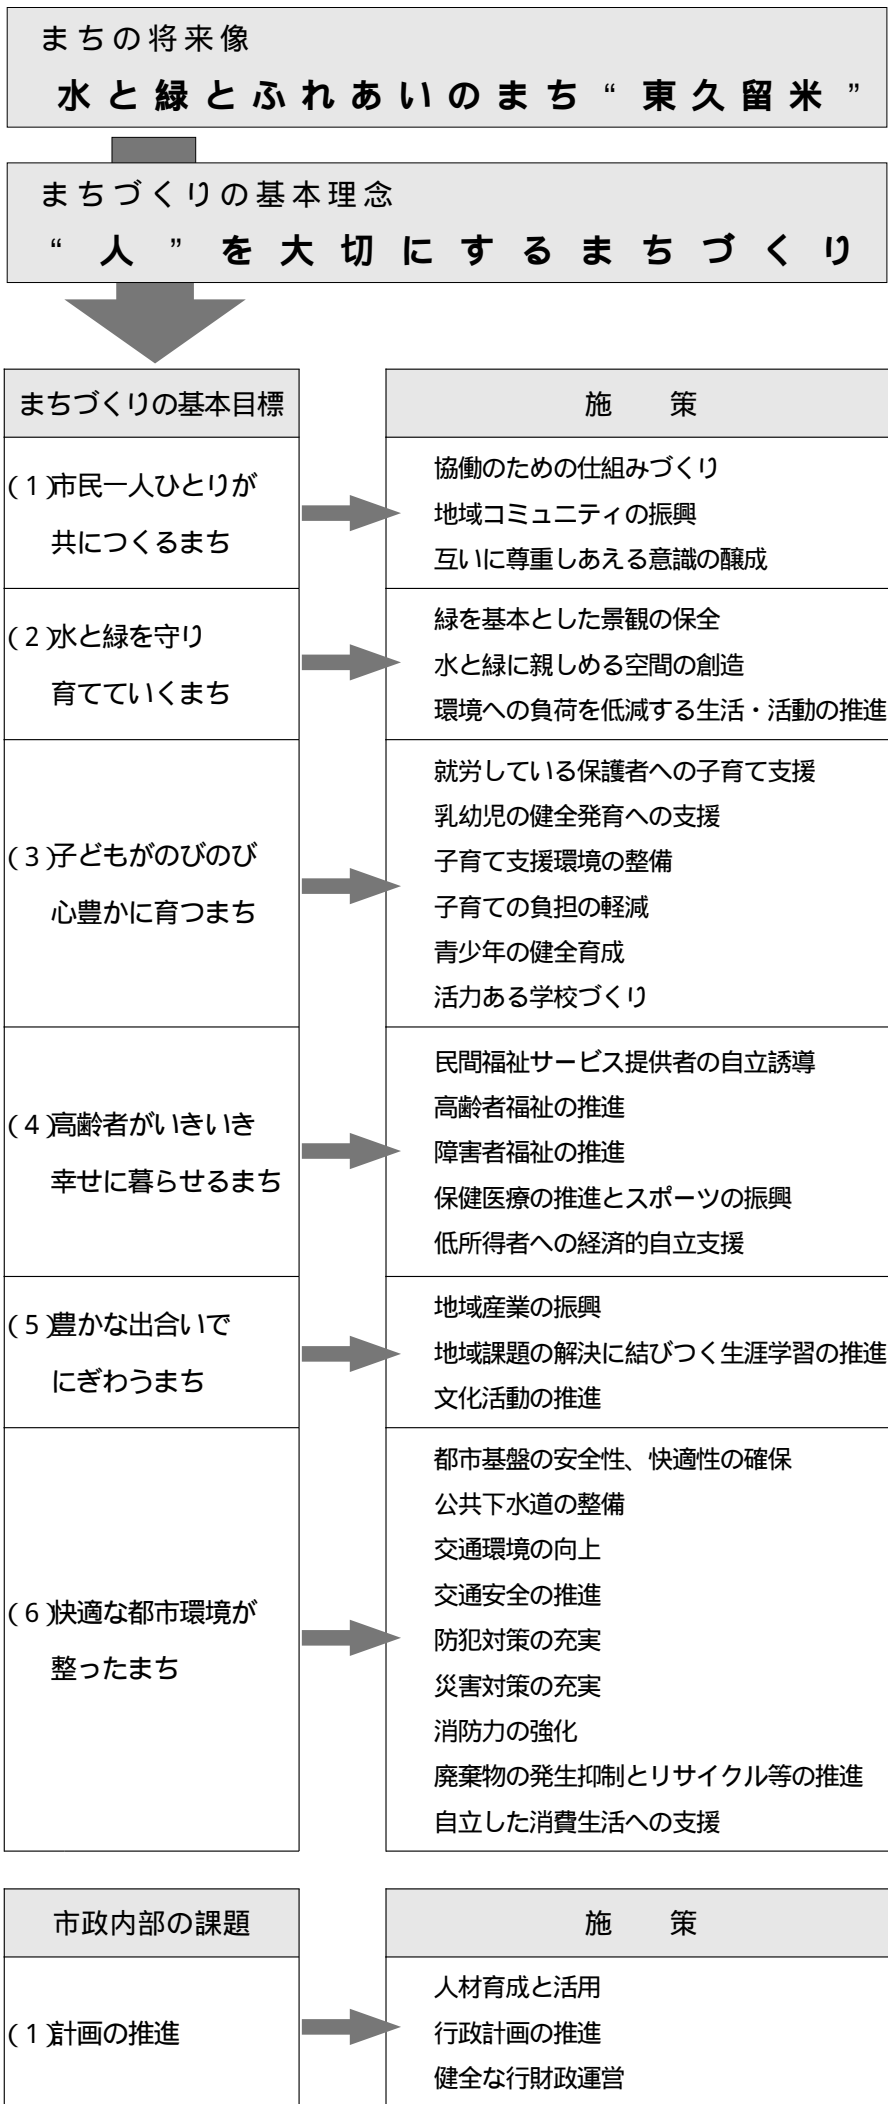 まちの将来像
水と緑とふれあいのまち“東久留米”
まちづくりの基本理念
“人”を大切にするまちづくり
まちづくりの基本目標
施　策
(1)市民一人ひとりが
共につくるまち
協働のための仕組みづくり
地域コミュニティの振興
互いに尊重しあえる意識の醸成
(2)水と緑を守り
育てていくまち
緑を基本とした景観の保全
水と緑に親しめる空間の創造
環境への負荷を低減する生活・活動の推進
(3)子どもがのびのび
心豊かに育つまち
就労している保護者への子育て支援
乳幼児の健全発育への支援
子育て支援環境の整備
子育ての負担の軽減
青少年の健全育成
活力ある学校づくり
(4)高齢者がいきいき
幸せに暮らせるまち
民間福祉サービス提供者の自立誘導
高齢者福祉の推進
障害者福祉の推進
保健医療の推進とスポーツの振興
低所得者への経済的自立支援
(5)豊かな出合いで
にぎわうまち
地域産業の振興
地域課題の解決に結びつく生涯学習の推進
文化活動の推進
(6)快適な都市環境が
整ったまち
都市基盤の安全性、快適性の確保
公共下水道の整備
交通環境の向上
交通安全の推進
防犯対策の充実
災害対策の充実
消防力の強化
廃棄物の発生抑制とリサイクル等の推進
自立した消費生活への支援
市政内部の課題
施　策
(1)計画の推進
人材育成と活用
行政計画の推進
健全な行財政運営